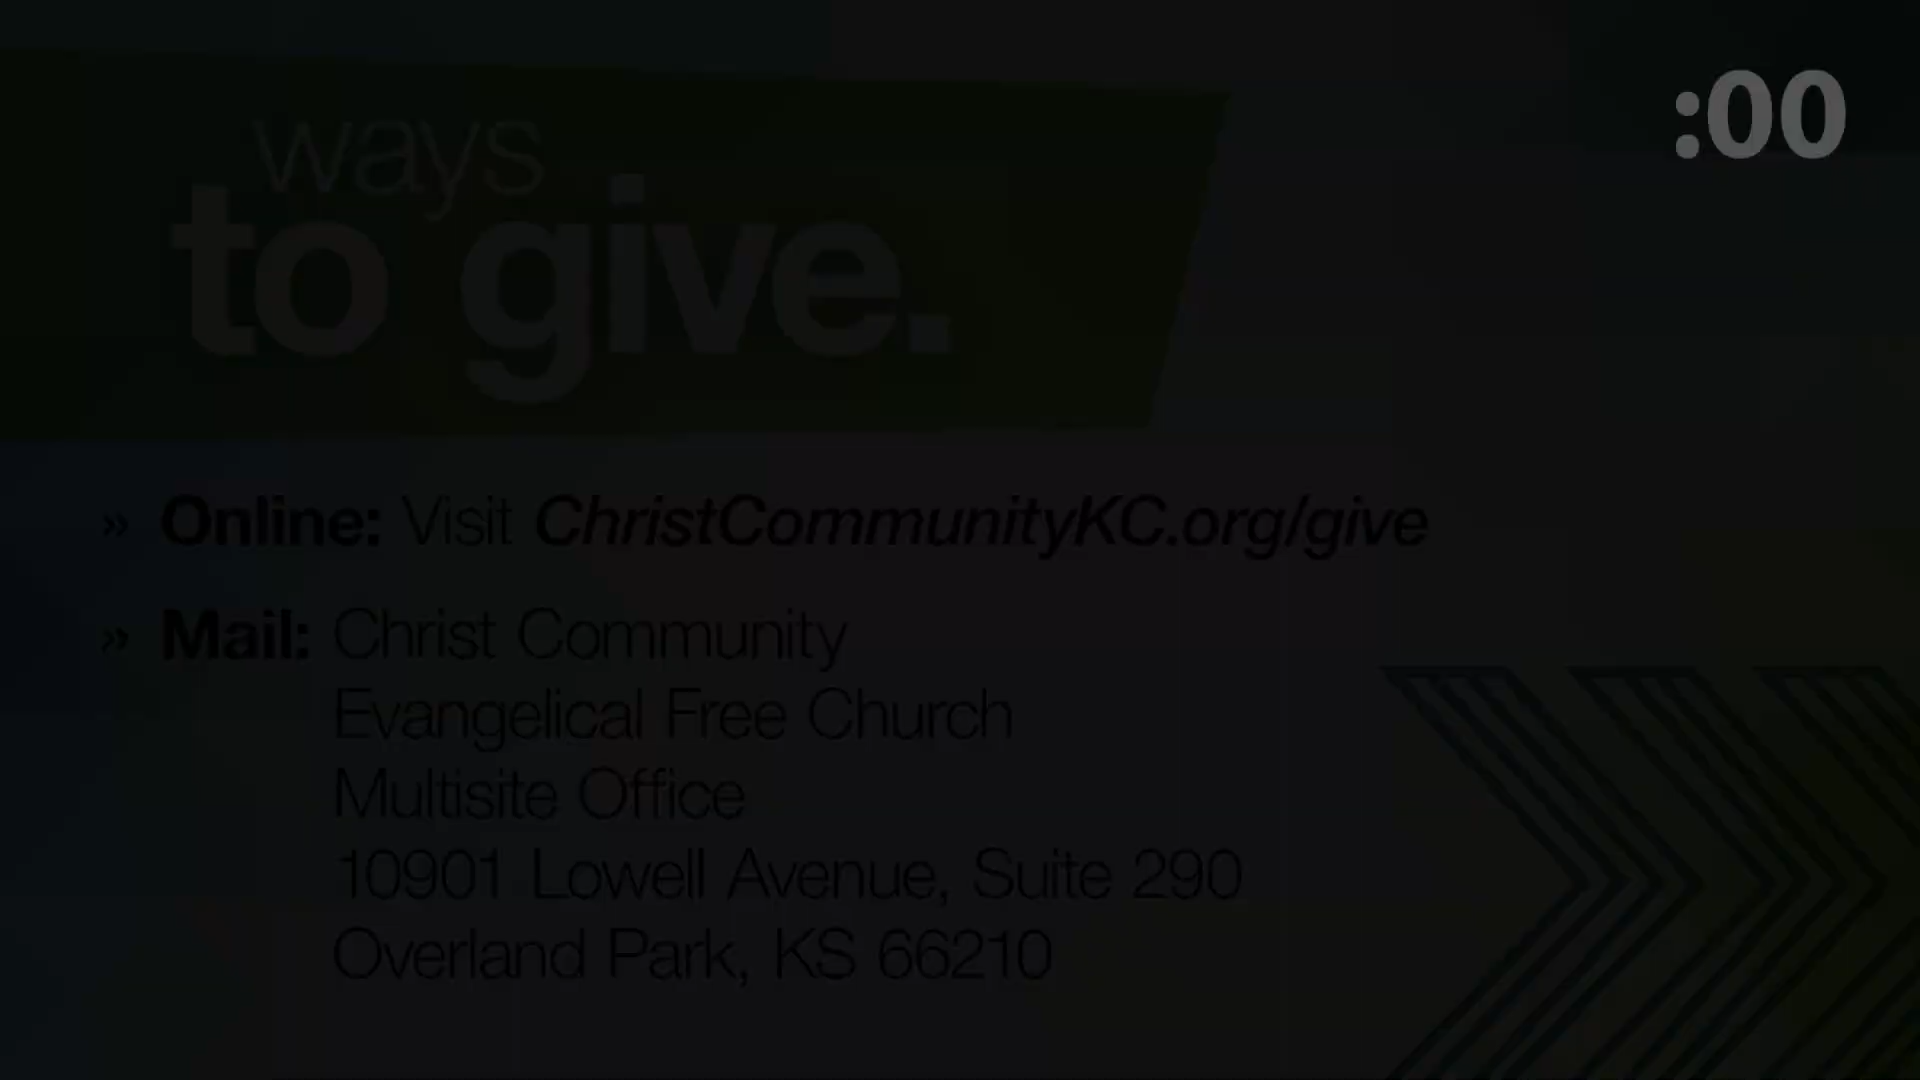 :00
ways
to give.
» Online: Visit ChristCommunityKC.org/give
» Mail: Christ Community
Evangelical Free Church
Multisite Office
10901 Lowell Avenue, Suite 290
Overland Park, KS 66210